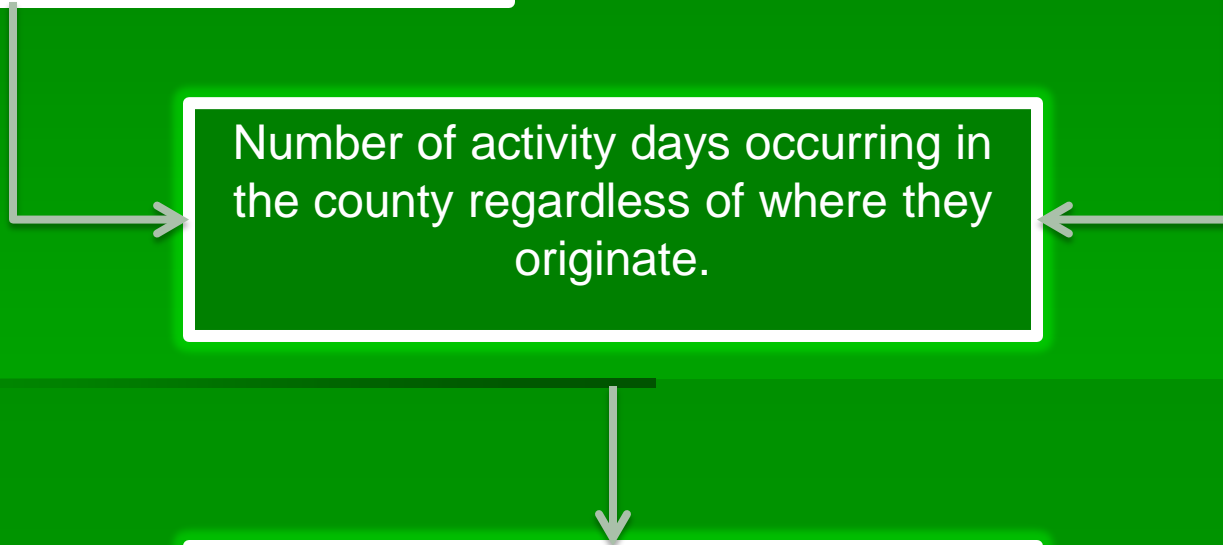 Number of activity days occurring in
the county regardless of where they
originate.